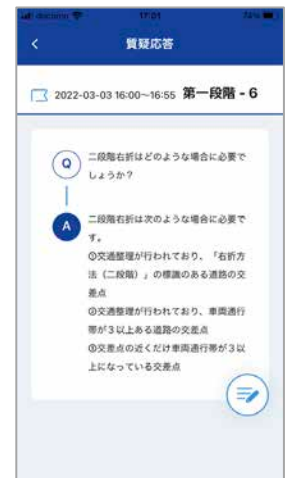 docomo 17:01
質疑応答
2022-03-03 16:00~16:55 第一段階 - 6
Q 二段階右折はどのような場合に必要で
しょうか?
A 二段階右折は次のような場合に必要で
す。
①交通整理が行われており、「右折方
法(二段階)」の標識のある道路の交
差点
②交通整理が行われており、車両通行
帯が3以上ある道路の交差点
③交差点の近くだけ車両通行帯が3以
上になっている交差点